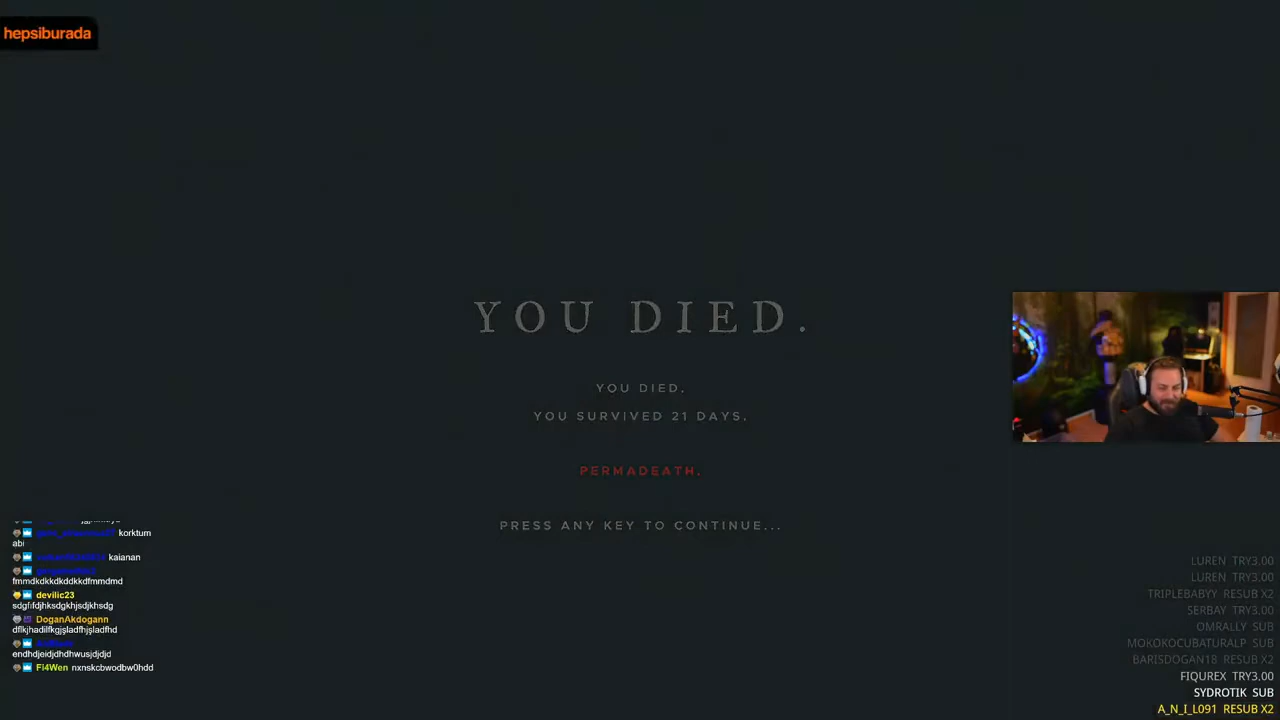 hepsiburada
YOU DIED.
YOU DIED.
YOU SURVIVED 21 DAYS.
PERMADEATH.
PRESS ANY KEY TO CONTINUE...
korktum
abi
kaianan
fmmdkdkkdkddkkdfmmdmd
devilic23
sdgfifdjhksdgkhjsdjkhsdg
DoganAkdogann
dflkjhadilfkgjşladfhjşladfhd
endhdjeidjdhdhwusjdjdjd
Fi4Wen nxnskcbwodbw0hdd
LUREN TRY3.00
LUREN TRY3.00
TRIPLEBABYY RESUB X2
SERBAY TRY3.00
OMRALLY SUB
MOKOKOCUBATURALP SUB
BARISDOGAN18 RESUB X2
FIQUREX TRY3.00
SYDROTIK SUB
A_N_I_L091 RESUB X2